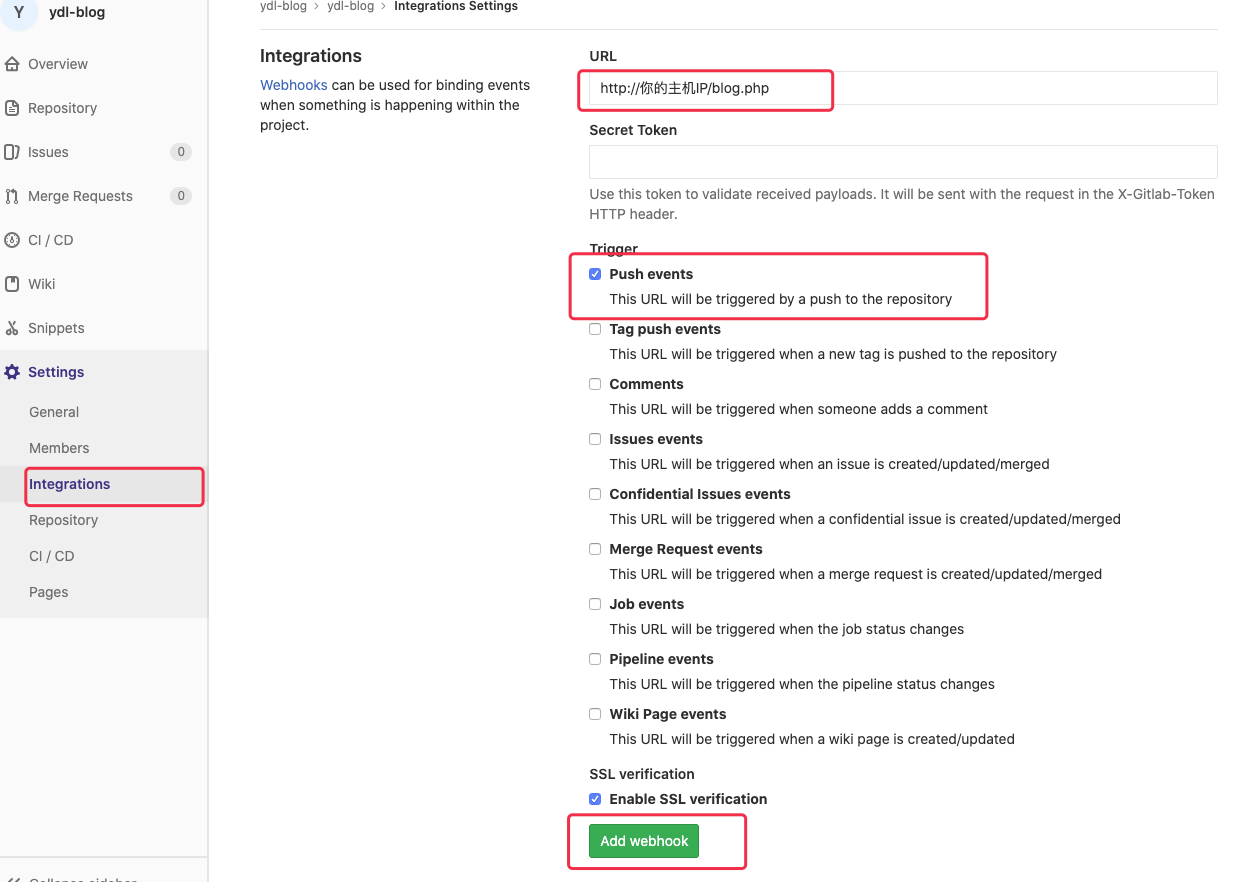 Y
ydl-blog
Overview
Repository
Issues
0
Merge Requests
0
CI / CD
Wiki
Snippets
Settings
General
Members
Integrations
Repository
CI / CD
Pages
Collapse sidebar
ydl-blog > ydl-blog > Integrations Settings
Integrations
Webhooks can be used for binding events
when something is happening within the
project.
URL
http://你的主机IP/blog.php
Secret Token
Use this token to validate received payloads. It will be sent with the request in the X-Gitlab-Token
HTTP header.
Trigger
Push events
This URL will be triggered by a push to the repository
Tag push events
This URL will be triggered when a new tag is pushed to the repository
Comments
This URL will be triggered when someone adds a comment
Issues events
This URL will be triggered when an issue is created/updated/merged
Confidential Issues events
This URL will be triggered when a confidential issue is created/updated/merged
Merge Request events
This URL will be triggered when a merge request is created/updated/merged
Job events
This URL will be triggered when the job status changes
Pipeline events
This URL will be triggered when the pipeline status changes
Wiki Page events
This URL will be triggered when a wiki page is created/updated
SSL verification
Enable SSL verification
Add webhook